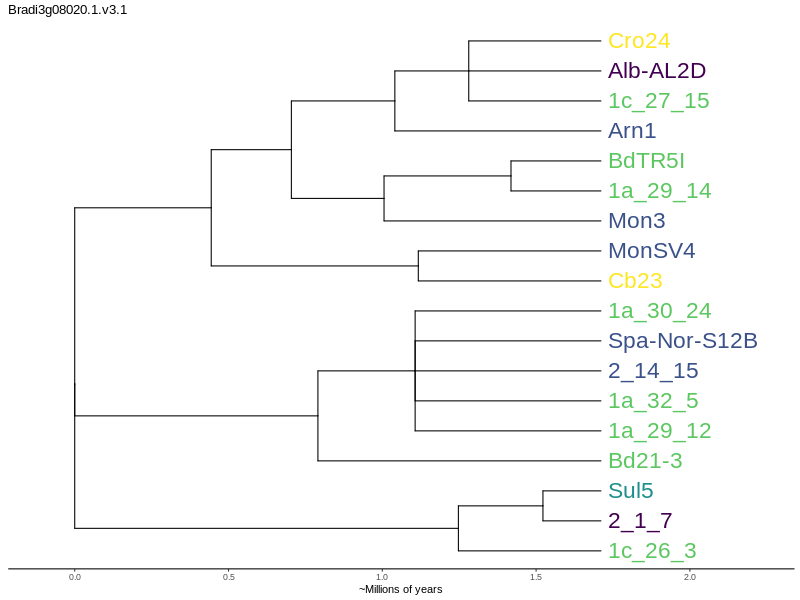 Bradi3g08020.1.v3.1
Cro24
Alb-AL2D
1c_27_15
Arn1
BdTR5I
1a_29_14
Mon3
MonSV4
Cb23
1a_30_24
Spa-Nor-S12B
2_14_15
1a_32_5
1a_29_12
Bd21-3
Sul5
2_1_7
1c_26_3
0.0 0.5 1.0 1.5 2.0
~Millions of years